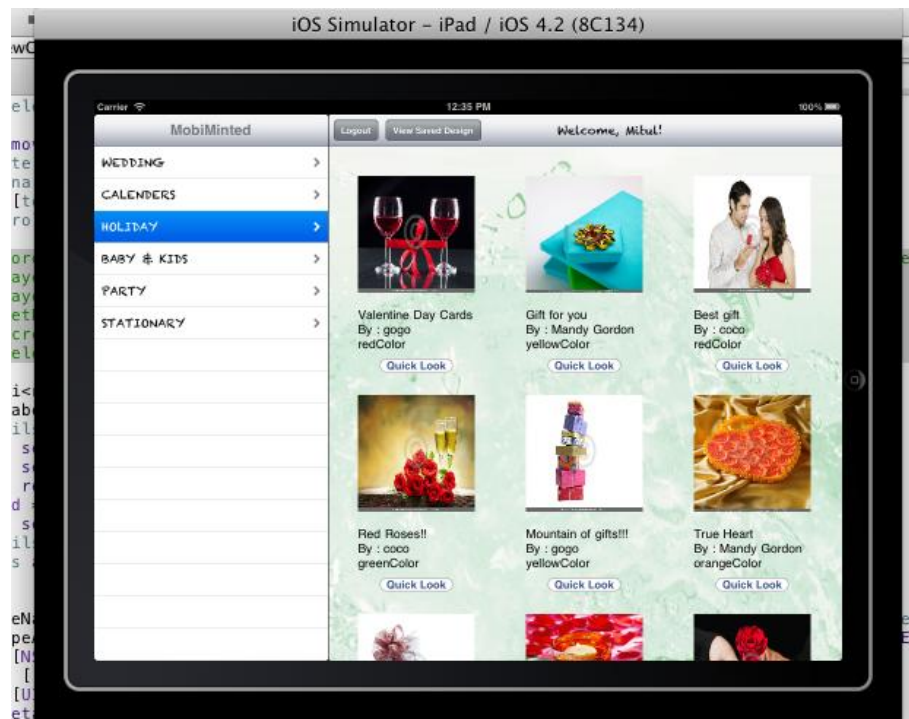 iOS Simulator – iPad / iOS 4.2 (8C134)
Carrier
12:35 PM
100%
MobiMinted
Logout
View Saved Design
Welcome, Mitul!
WEDDING
CALENDERS
HOLIDAY
BABY & KIDS
PARTY
STATIONARY
Valentine Day Cards
By : gogo
redColor
Quick Look
Gift for you
By : Mandy Gordon
yellowColor
Quick Look
Best gift
By : coco
redColor
Quick Look
Red Roses!!
By : coco
greenColor
Quick Look
Mountain of gifts!!!
By : gogo
yellowColor
Quick Look
True Heart
By : Mandy Gordon
orangeColor
Quick Look